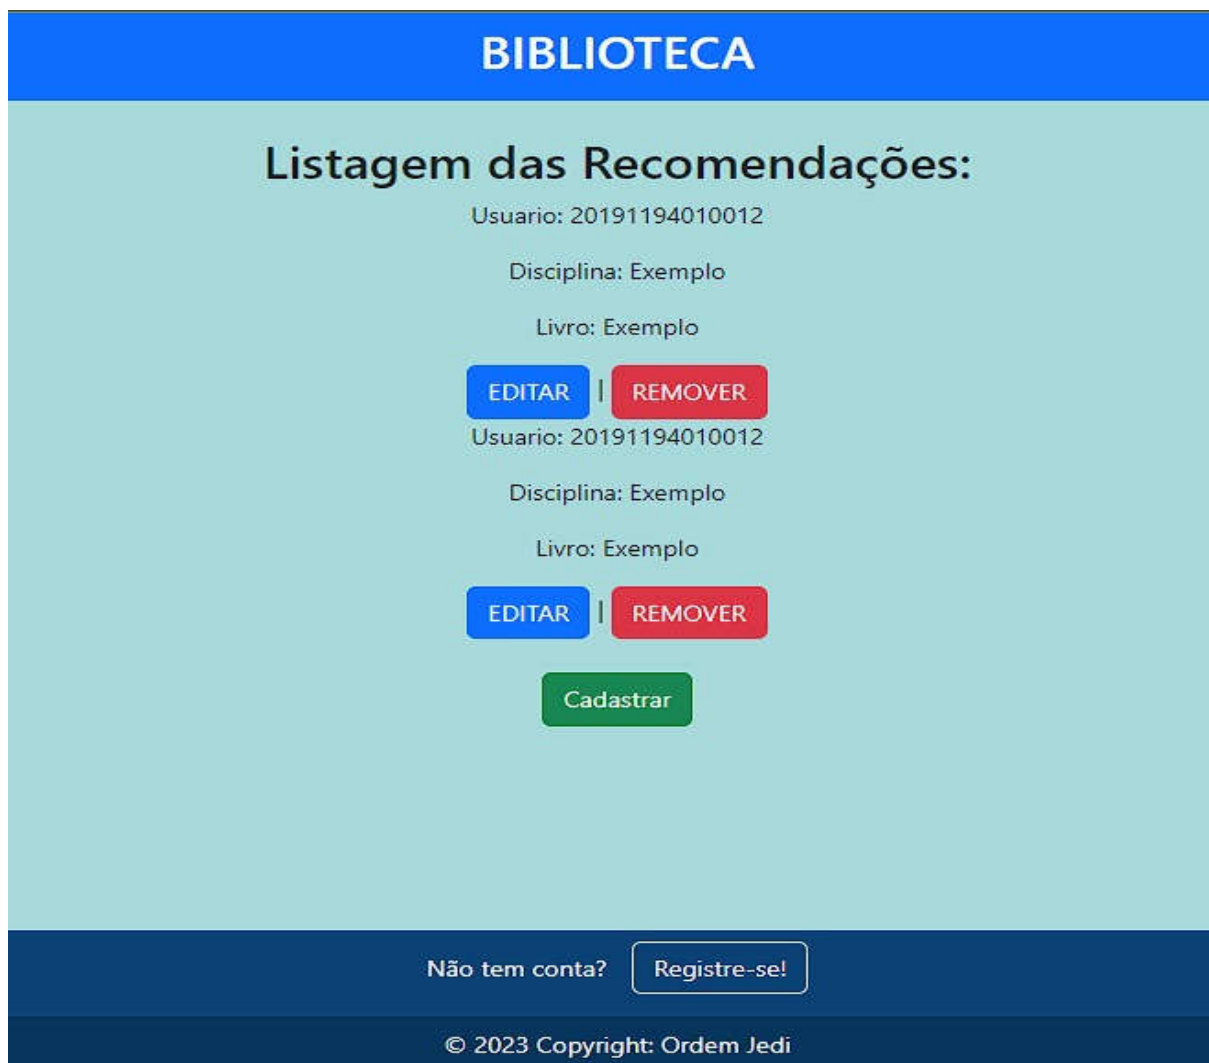 BIBLIOTECA
Listagem das Recomendações:
Usuario: 20191194010012
Disciplina: Exemplo
Livro: Exemplo
EDITAR | REMOVER
Usuario: 20191194010012
Disciplina: Exemplo
Livro: Exemplo
EDITAR | REMOVER
Cadastrar
Não tem conta? Registre-se!
© 2023 Copyright: Ordem Jedi